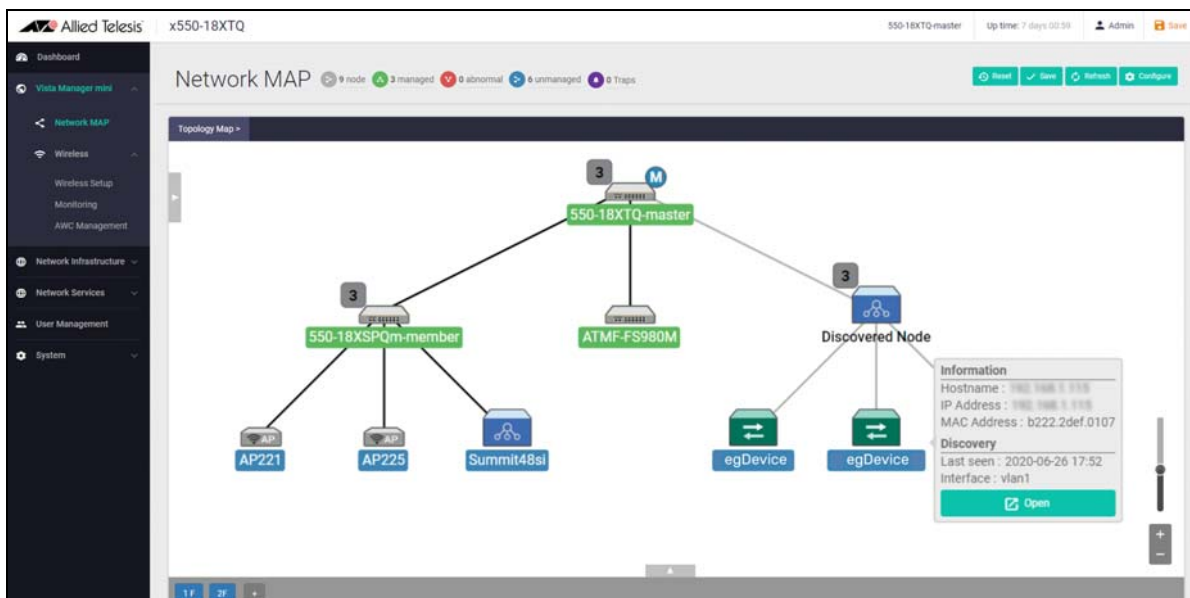 Allied Telesis
x550-18XTQ
550-18XTQ-master
Up time: 7 days 00:59
Admin
Save
Dashboard
Vista Manager mini
Network MAP
Wireless
Wireless Setup
Monitoring
AWC Management
Network Infrastructure
Network Services
User Management
System
Network MAP
9 node
3 managed
0 abnormal
6 unmanaged
0 Traps
Reset
Save
Refresh
Configure
Topology Map »
3
M
550-18XTQ-master
3
550-18XSPQm-member
ATMF-FS980M
3
Discovered Node
AP
AP221
AP
AP225
Summit48si
egDevice
egDevice
Information
Hostname :
IP Address :
MAC Address : b222.2def.0107
Discovery
Last seen : 2020-06-26 17:52
Interface : vlan1
Open
+
−
1F
2F
+